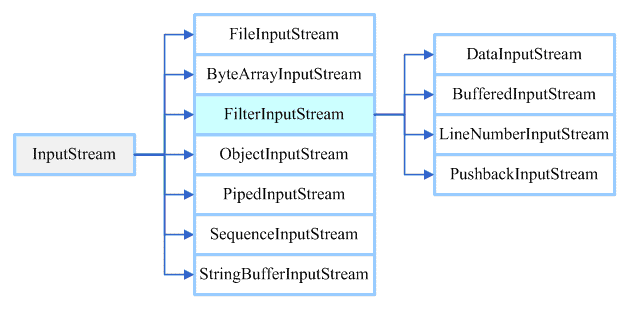 InputStream
FileInputStream
ByteArrayInputStream
FilterInputStream
ObjectInputStream
PipedInputStream
SequenceInputStream
StringBufferInputStream
DataInputStream
BufferedInputStream
LineNumberInputStream
PushbackInputStream